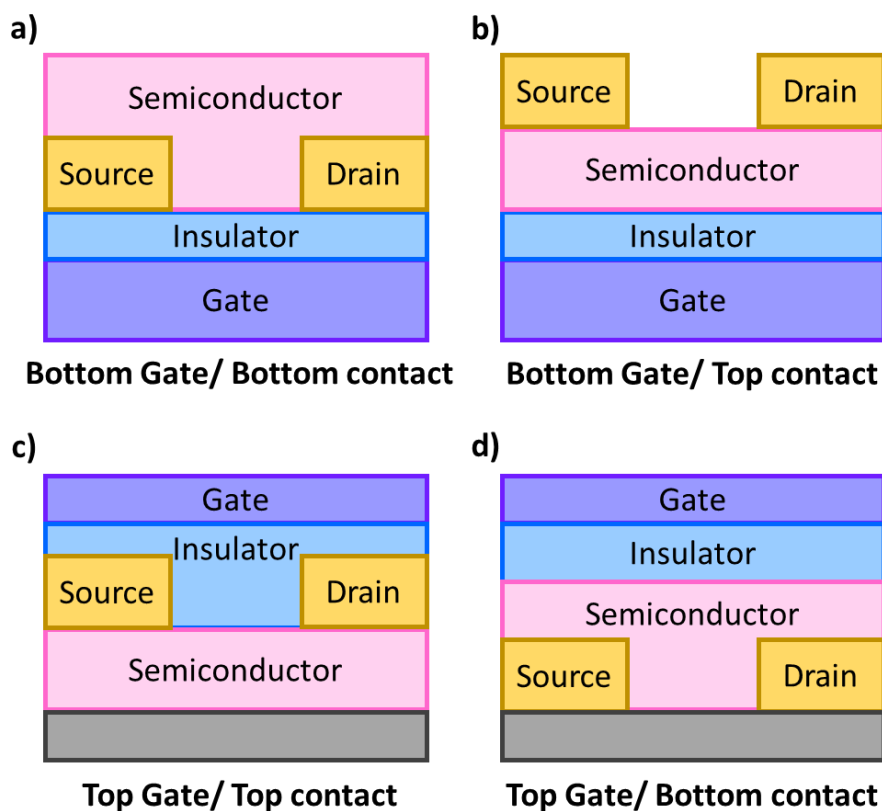 a)
Semiconductor
Source
Drain
Insulator
Gate
Bottom Gate/ Bottom contact
b)
Source
Drain
Semiconductor
Insulator
Gate
Bottom Gate/ Top contact
c)
Gate
Insulator
Source
Drain
Semiconductor
Top Gate/ Top contact
d)
Gate
Insulator
Semiconductor
Source
Drain
Top Gate/ Bottom contact